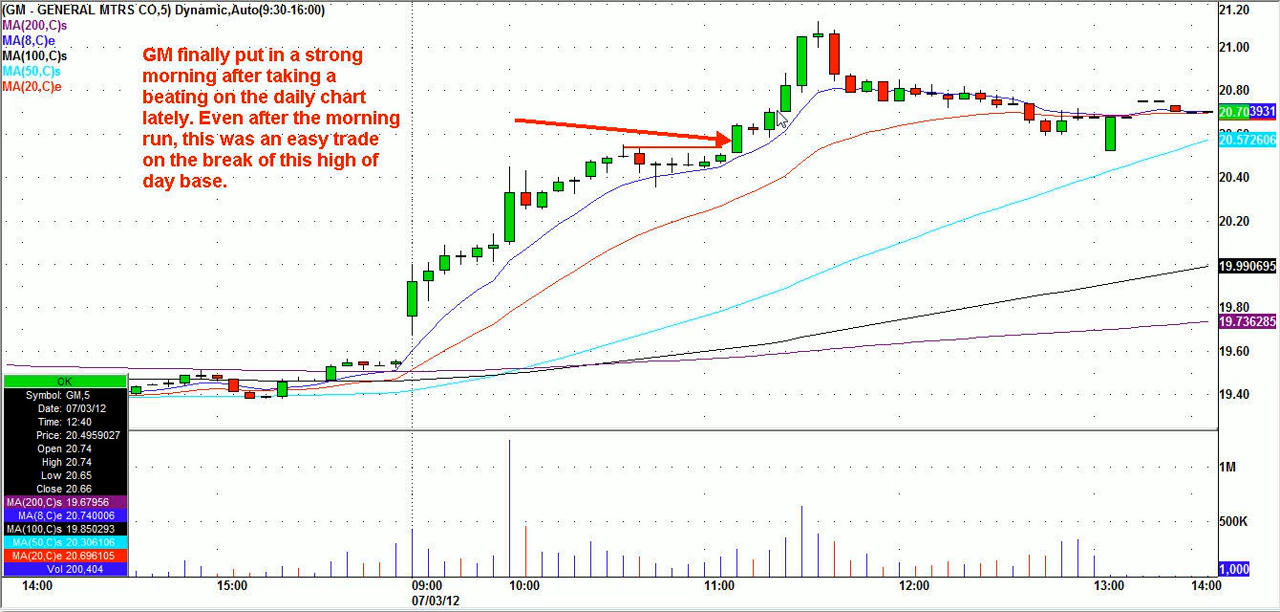 (GM - GENERAL MTRS CO,5) Dynamic,Auto(9:30-16:00)
MA(200,C)s
MA(8,C)e
MA(100,C)s
MA(50,C)s
MA(20,C)e
GM finally put in a strong
morning after taking a
beating on the daily chart
lately. Even after the morning
run, this was an easy trade
on the break of this high of
day base.
21.20
21.00
20.80
20.703931
20.572606
20.40
20.20
19.990695
19.80
19.736285
19.60
19.40
OK
Symbol: GM,5
Date: 07/03/12
Time: 12:40
Price: 20.4959027
Open 20.74
High 20.74
Low 20.65
Close 20.66
MA(200,C)s 19.67956
MA(8,C)e 20.740006
MA(100,C)s 19.850293
MA(50,C)s 20.306106
MA(20,C)e 20.696105
Vol 200,404
1M
500K
1,000
14:00 15:00 09:00 10:00 11:00 12:00 13:00 14:00
07/03/12